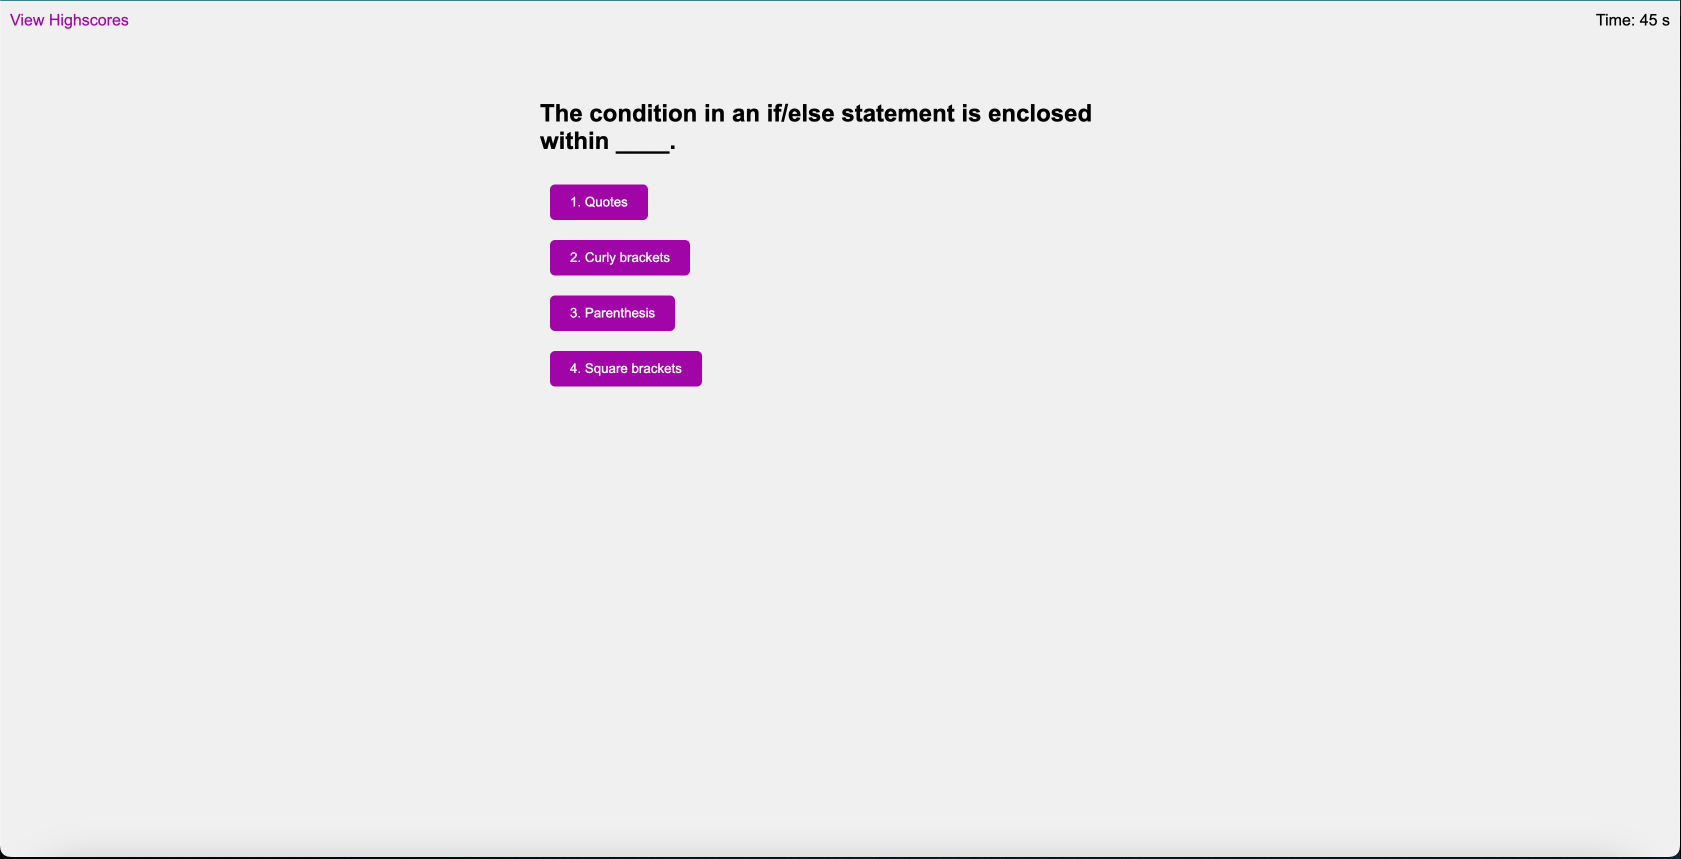 View Highscores
Time: 45 s
The condition in an if/else statement is enclosed
within ____.
1. Quotes
2. Curly brackets
3. Parenthesis
4. Square brackets